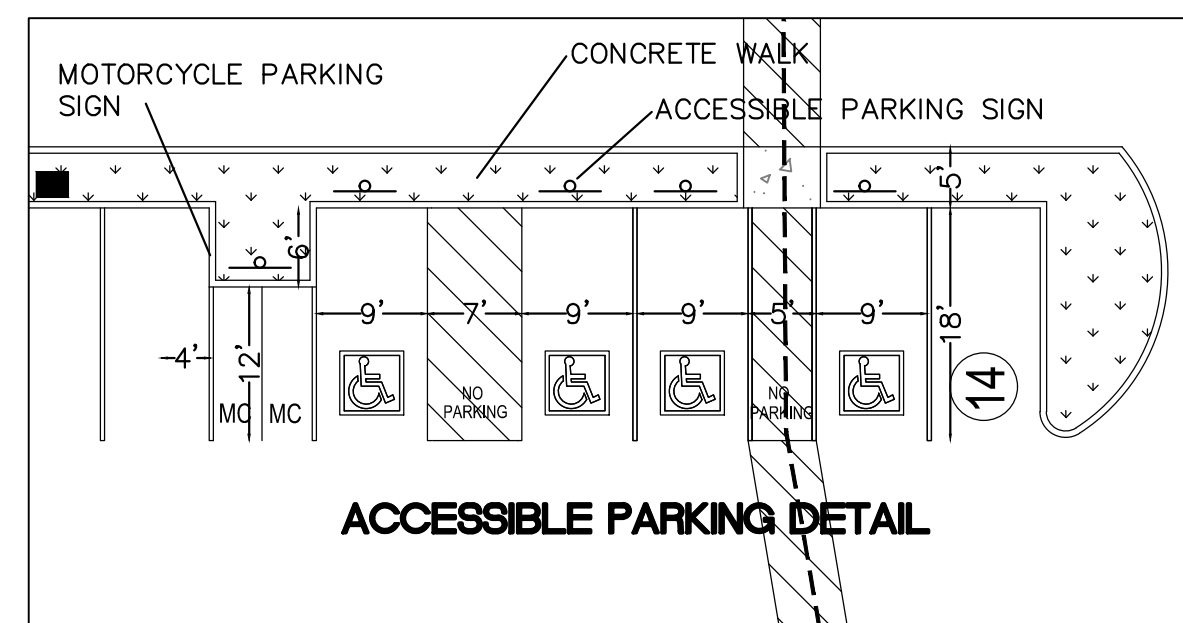 CONCRETE WALK
MOTORCYCLE PARKING
SIGN
ACCESSIBLE PARKING SIGN
5'
6'
9'
7'
9'
9'
5'
9'
18'
4'
12'
14
MC
MC
NO
PARKING
NO
PARKING
ACCESSIBLE PARKING DETAIL